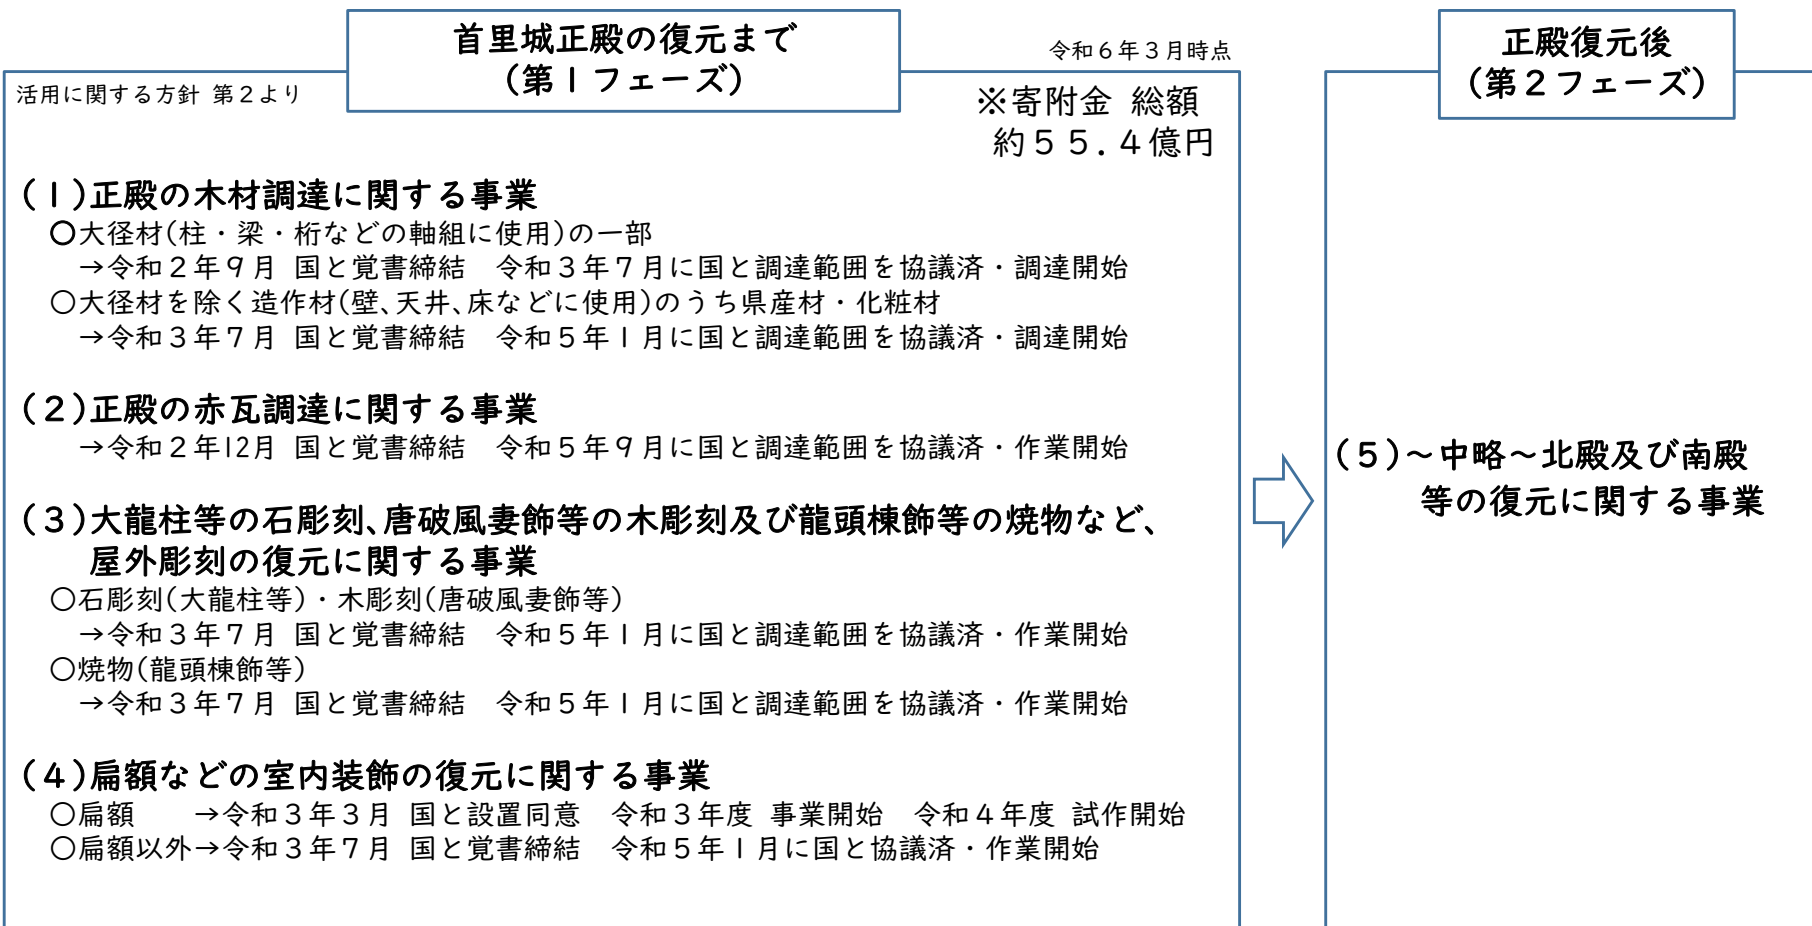 首里城正殿の復元まで
(第１フェーズ)
令和６年３月時点
活用に関する方針 第２より
※寄附金 総額
約５５.４億円
(１)正殿の木材調達に関する事業
○大径材(柱・梁・桁などの軸組に使用)の一部
→令和２年９月 国と覚書締結　令和３年７月に国と調達範囲を協議済・調達開始
○大径材を除く造作材(壁､天井､床などに使用)のうち県産材・化粧材
→令和３年７月 国と覚書締結　令和５年１月に国と調達範囲を協議済・調達開始
(２)正殿の赤瓦調達に関する事業
→令和２年12月 国と覚書締結　令和５年９月に国と調達範囲を協議済・作業開始
(３)大龍柱等の石彫刻､唐破風妻飾等の木彫刻及び龍頭棟飾等の焼物など､
屋外彫刻の復元に関する事業
○石彫刻(大龍柱等)・木彫刻(唐破風妻飾等)
→令和３年７月 国と覚書締結　令和５年１月に国と調達範囲を協議済・作業開始
○焼物(龍頭棟飾等)
→令和３年７月 国と覚書締結　令和５年１月に国と調達範囲を協議済・作業開始
(４)扁額などの室内装飾の復元に関する事業
○扁額　　→令和３年３月 国と設置同意　令和３年度 事業開始　令和４年度 試作開始
○扁額以外→令和３年７月 国と覚書締結　令和５年１月に国と協議済・作業開始
正殿復元後
(第２フェーズ)
(５)～中略～北殿及び南殿
等の復元に関する事業